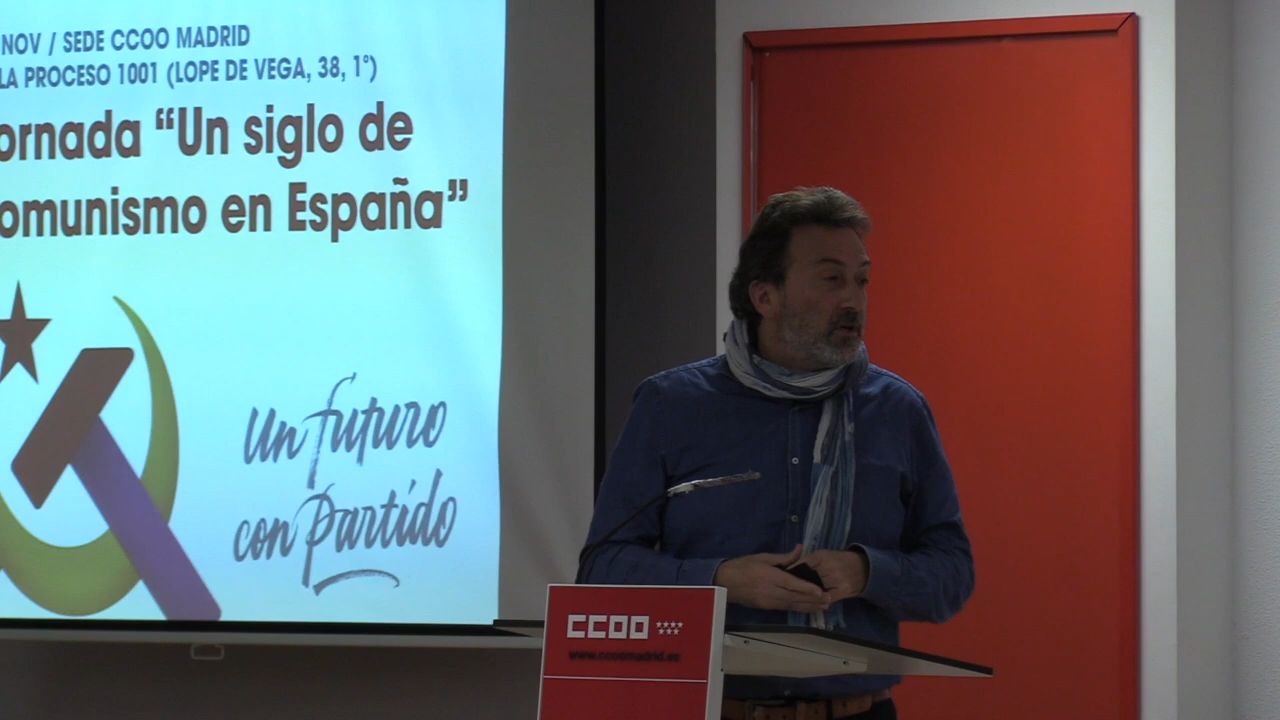 NOV / SEDE CCOO MADRID
LA PROCESO 1001 (LOPE DE VEGA, 38, 1°)
ornada “Un siglo de
omunismo en España”
Un futuro
con partido
CCOO
www.ccoomadrid.es